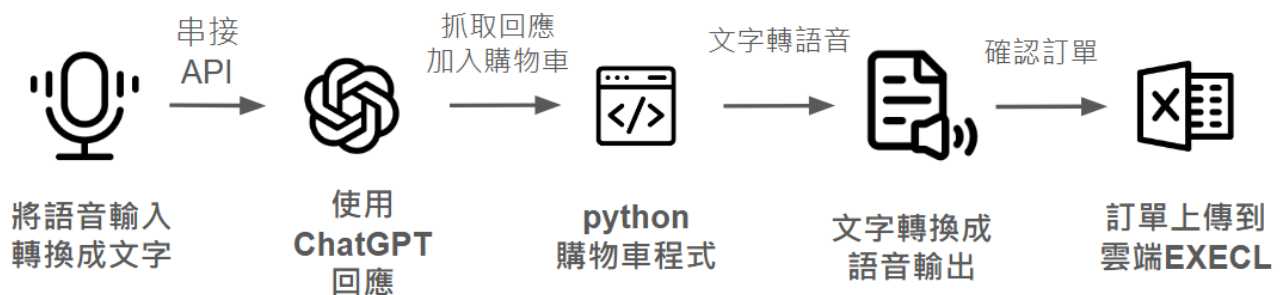 串接
API
抓取回應
加入購物車
文字轉語音
確認訂單
將語音輸入
轉換成文字
使用
ChatGPT
回應
python
購物車程式
文字轉換成
語音輸出
訂單上傳到
雲端EXECL